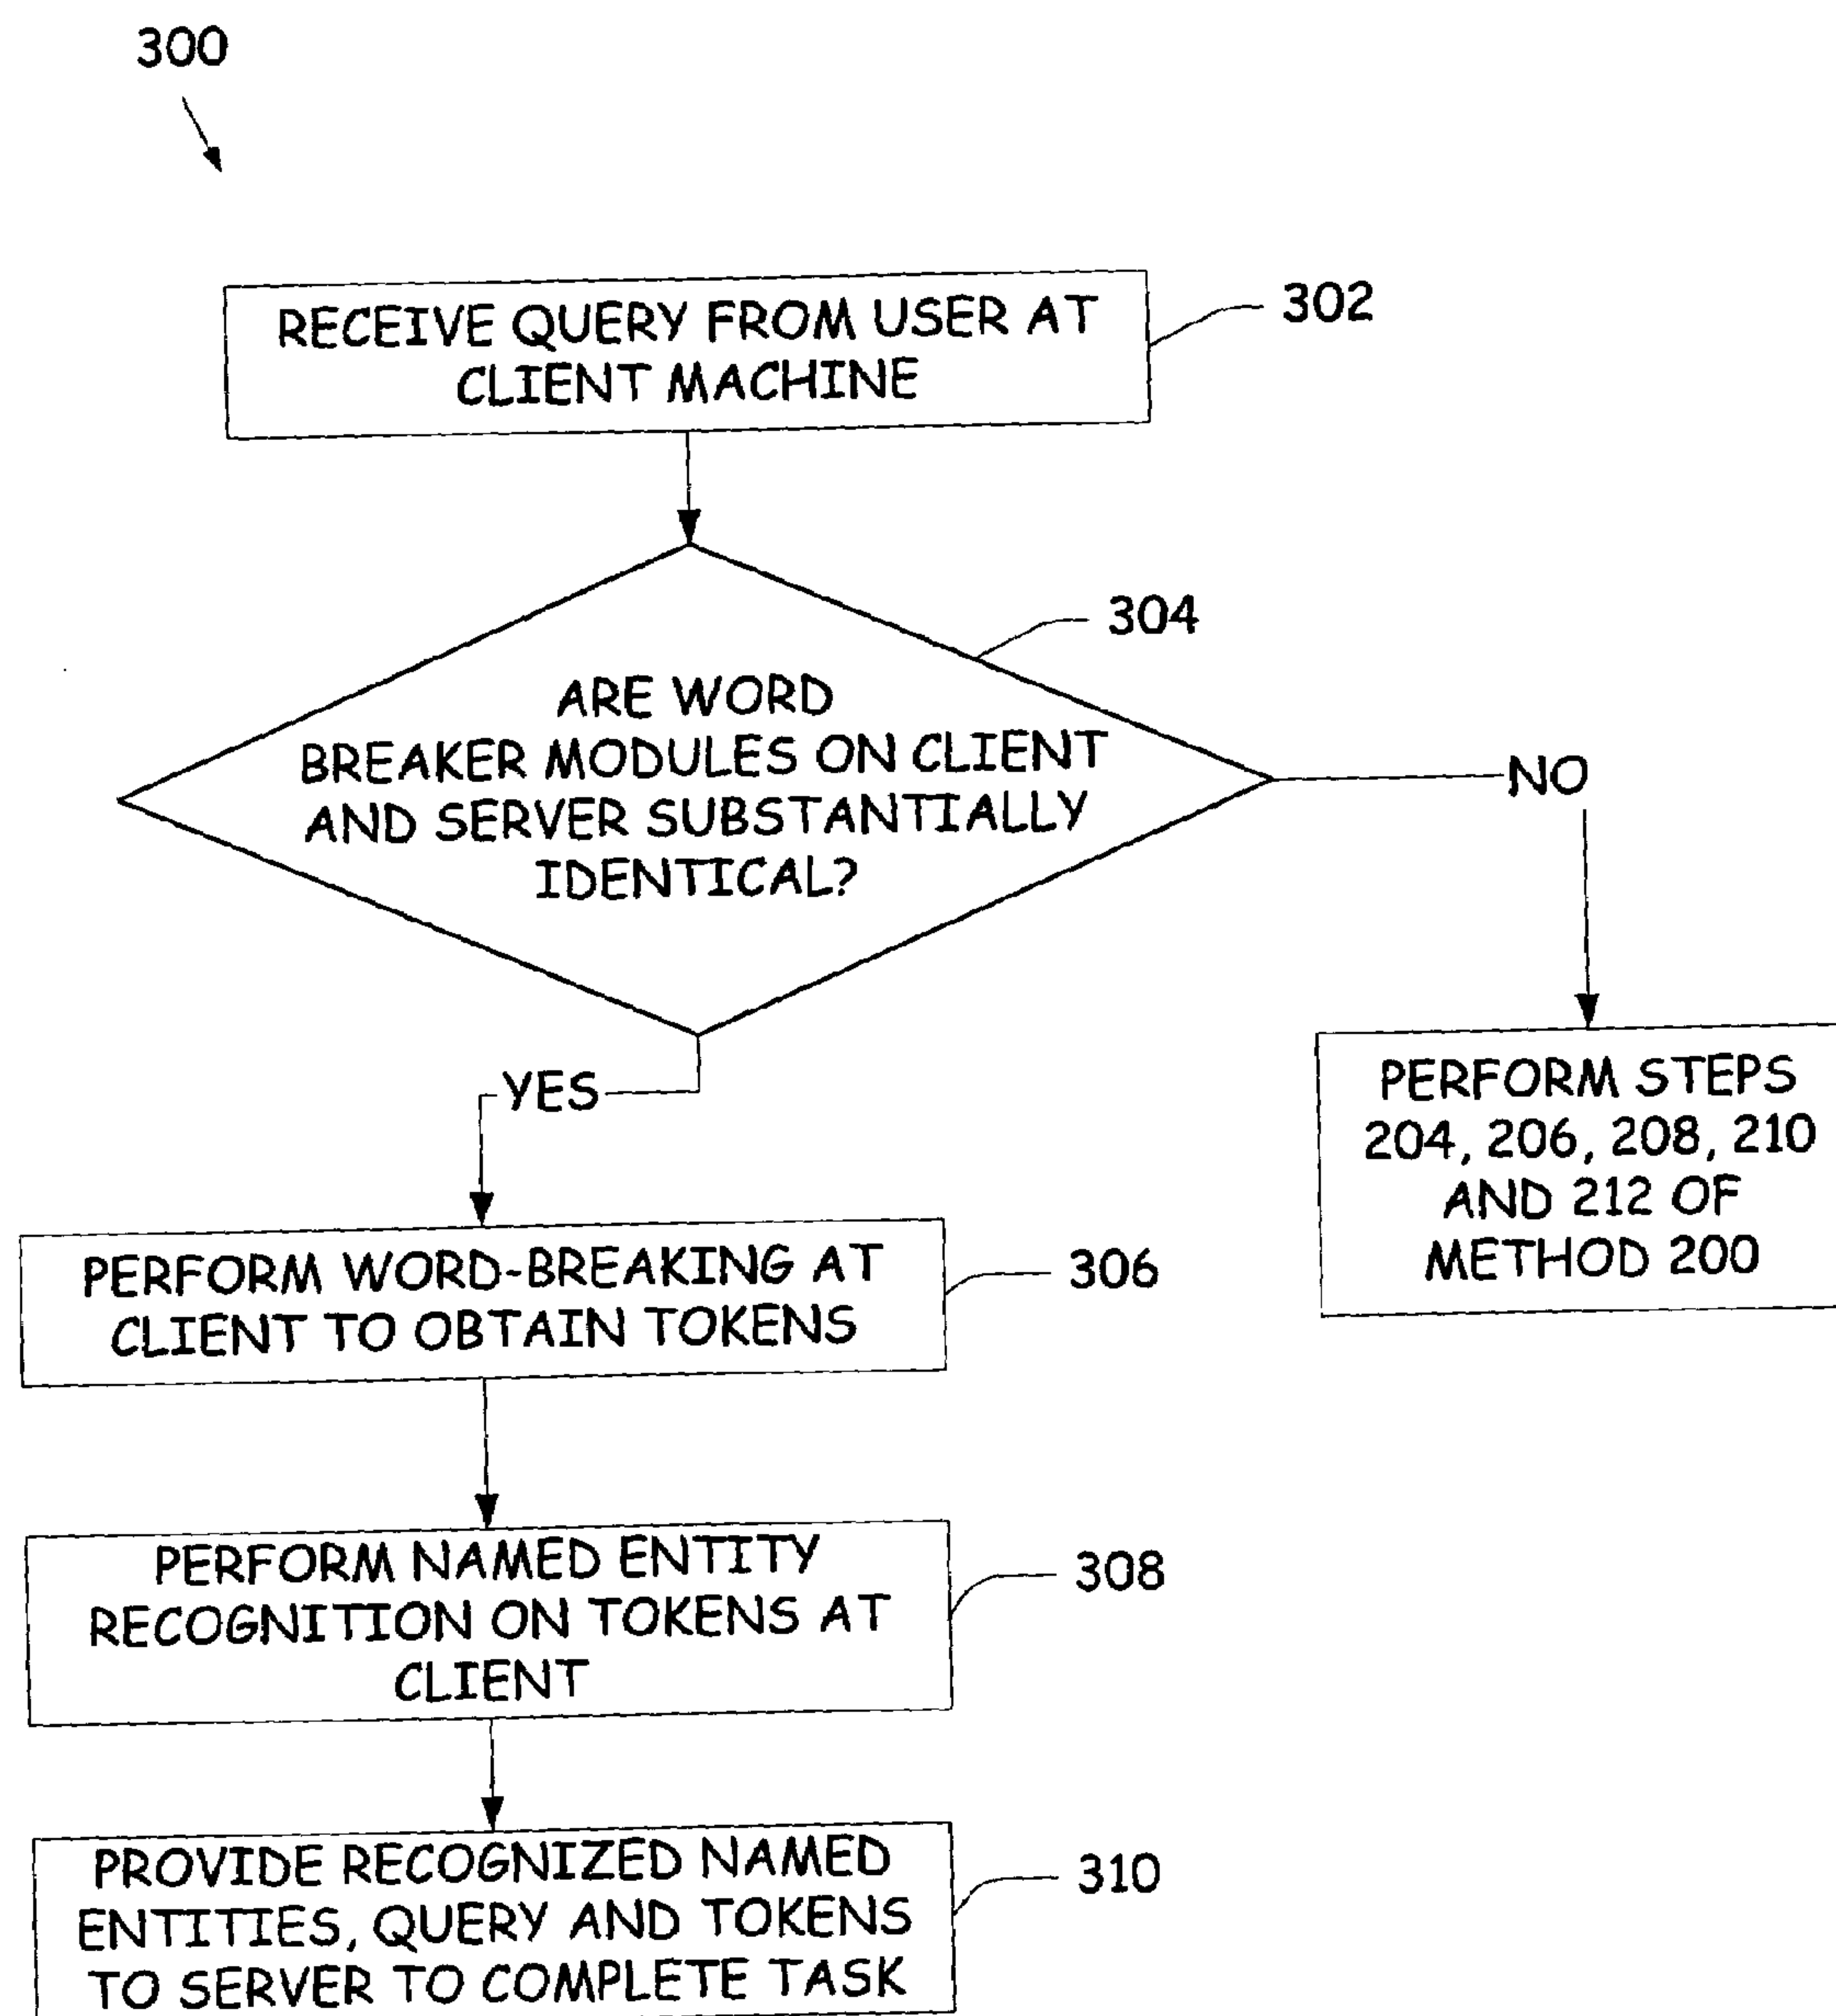 300
RECEIVE QUERY FROM USER AT
CLIENT MACHINE
302
304
ARE WORD
BREAKER MODULES ON CLIENT
AND SERVER SUBSTANTIALLY
IDENTICAL?
NO
YES
PERFORM STEPS
204, 206, 208, 210
AND 212 OF
METHOD 200
PERFORM WORD-BREAKING AT
CLIENT TO OBTAIN TOKENS
306
PERFORM NAMED ENTITY
RECOGNITION ON TOKENS AT
CLIENT
308
PROVIDE RECOGNIZED NAMED
ENTITIES, QUERY AND TOKENS
TO SERVER TO COMPLETE TASK
310